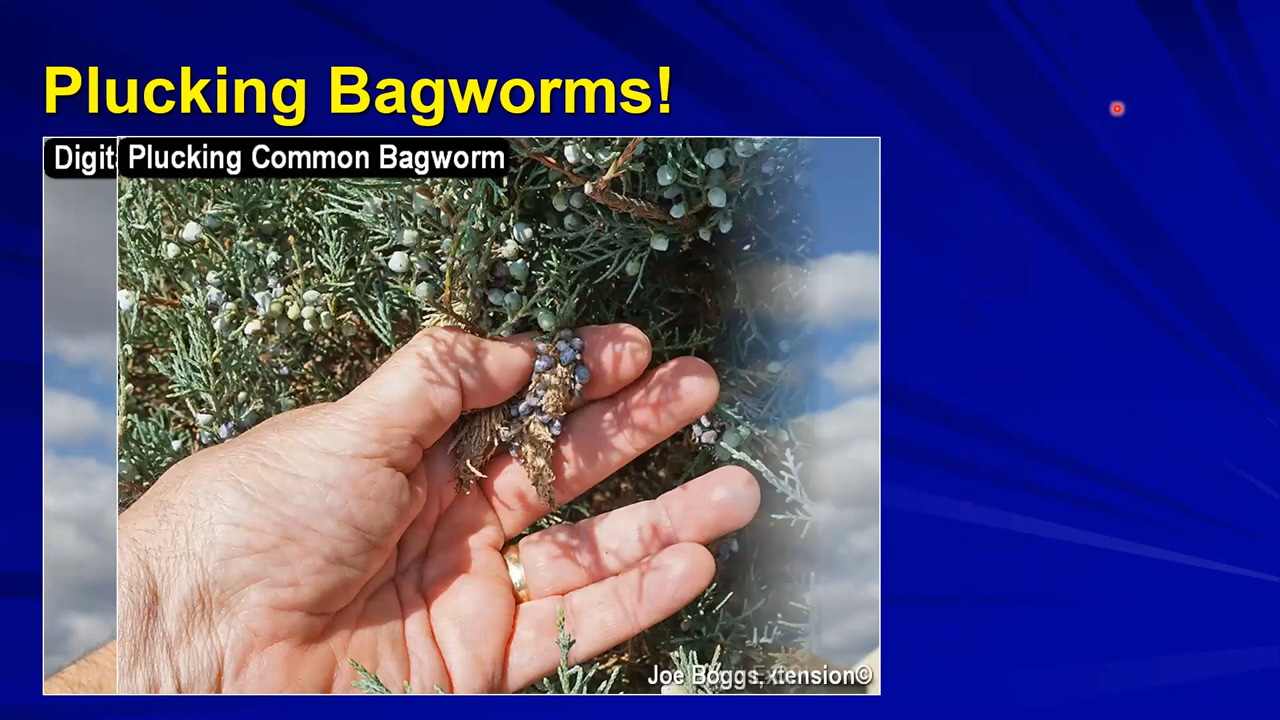 Plucking Bagworms!
Digit
Plucking Common Bagworm
Joe Boggs, xtension©